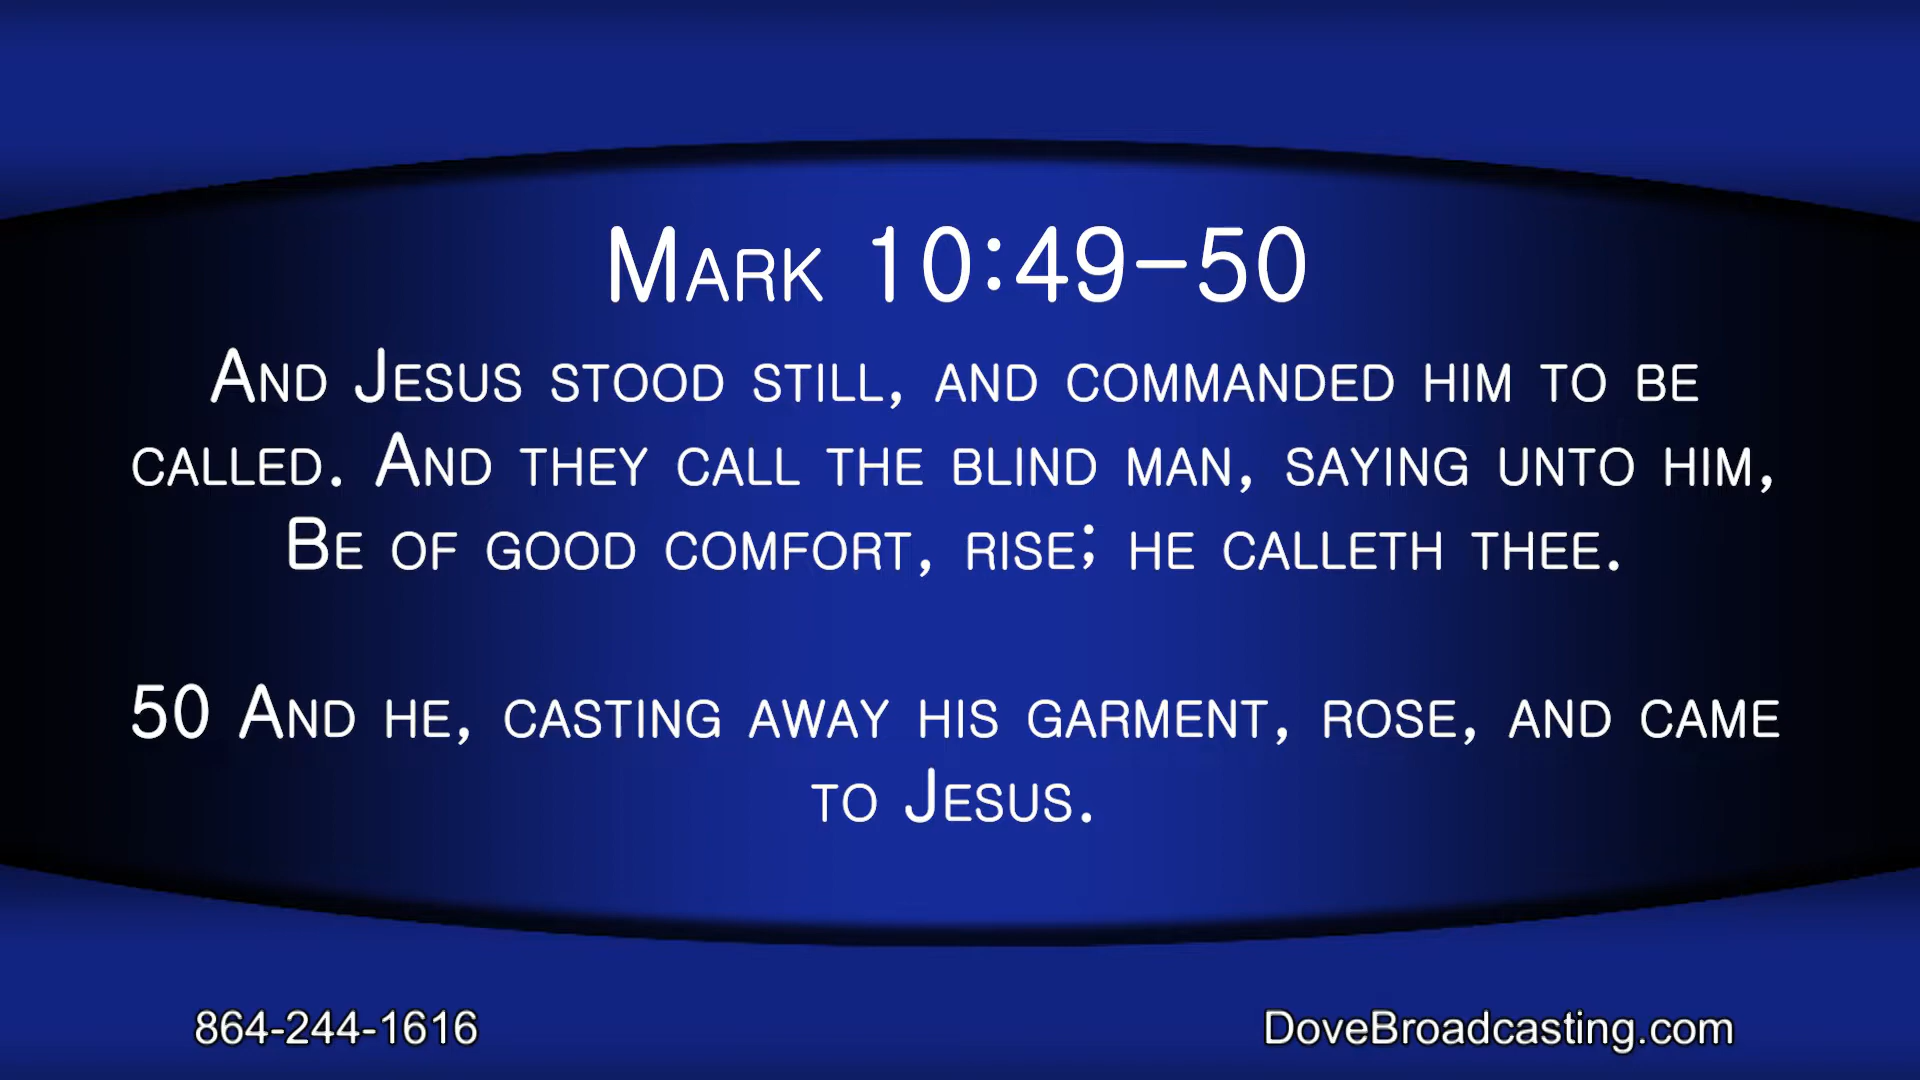 Mark 10:49-50
And Jesus stood still, and commanded him to be
called. And they call the blind man, saying unto him,
Be of good comfort, rise; he calleth thee.
50 And he, casting away his garment, rose, and came
to Jesus.
864-244-1616
DoveBroadcasting.com